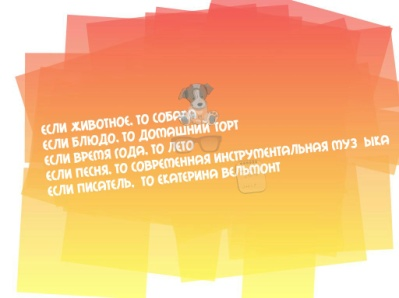 ЕСЛИ ЖИВОТНОЕ, ТО СОБАКА
ЕСЛИ БЛЮДО, ТО ДОМАШНИЙ ТОРТ
ЕСЛИ ВРЕМЯ ГОДА, ТО ЛЕТО
ЕСЛИ ПЕСНЯ, ТО СОВРЕМЕННАЯ ИНСТРУМЕНТАЛЬНАЯ МУЗ ЫКА
ЕСЛИ ПИСАТЕЛЬ, ТО ЕКАТЕРИНА ВЕЛЬМОНТ